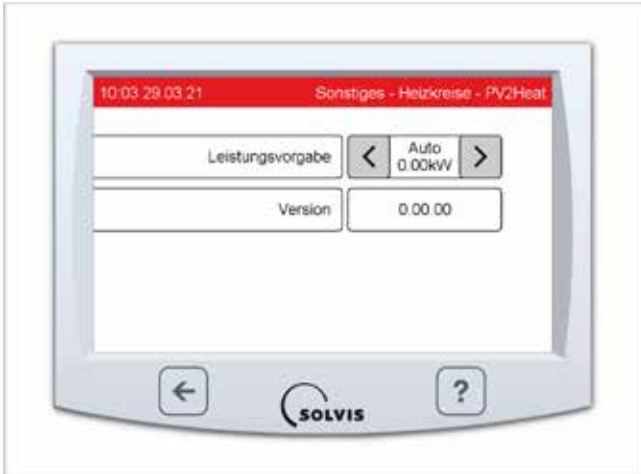 10:03 29.03.21 Sonstiges - Heizkreise - PV2Heat
Leistungsvorgabe < Auto 0.00kW >
Version 0.00.00
?
SOLVIS